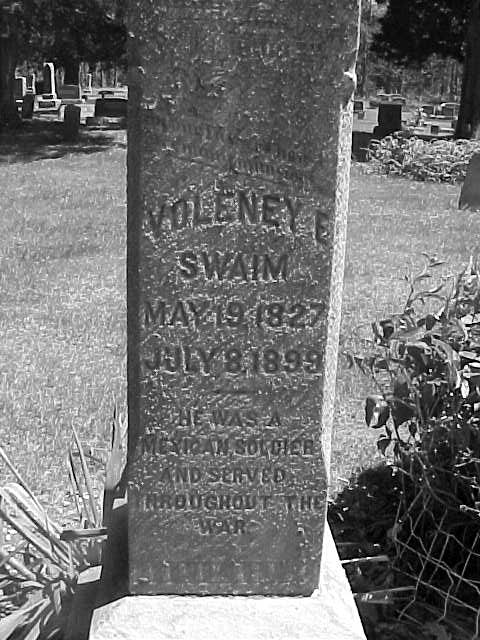 VOLENEY E
SWAIM
MAY 19, 1827
JULY 8, 1899
HE WAS A
MEXICAN SOLDIER
AND SERVED
THROUGHOUT THE
WAR